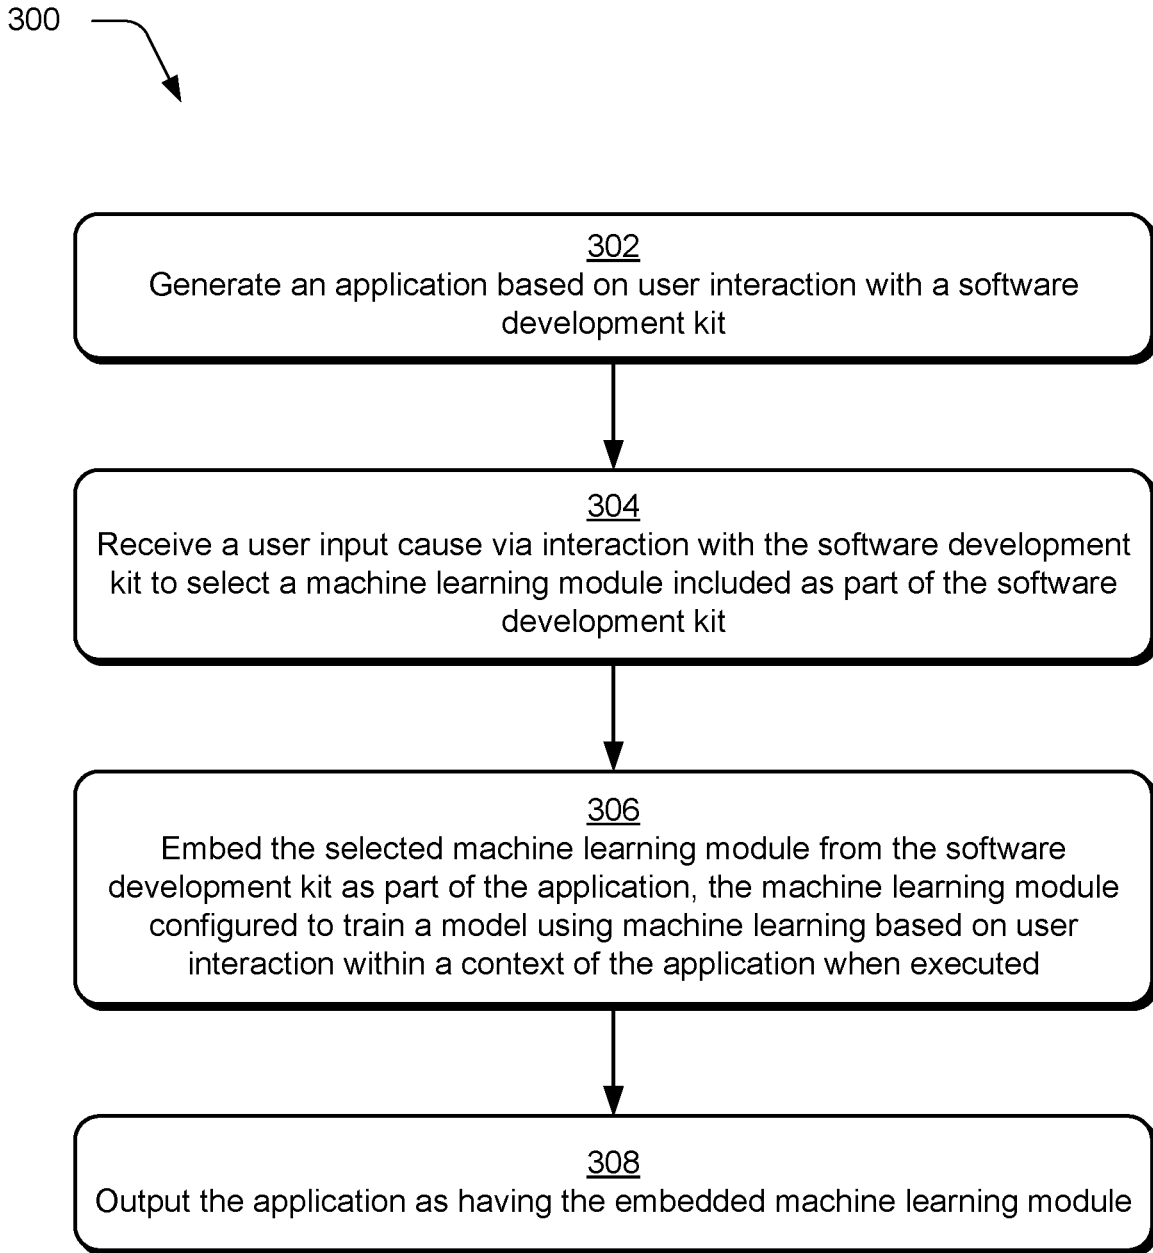 300
302
Generate an application based on user interaction with a software
development kit
304
Receive a user input cause via interaction with the software development
kit to select a machine learning module included as part of the software
development kit
306
Embed the selected machine learning module from the software
development kit as part of the application, the machine learning module
configured to train a model using machine learning based on user
interaction within a context of the application when executed
308
Output the application as having the embedded machine learning module